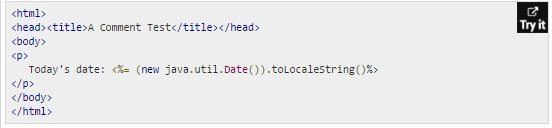 <html>
<head><title>A Comment Test</title></head>
<body>
<p>
Today's date: <%= (new java.util.Date()).toLocaleString()%>
</p>
</body>
</html>
Try it